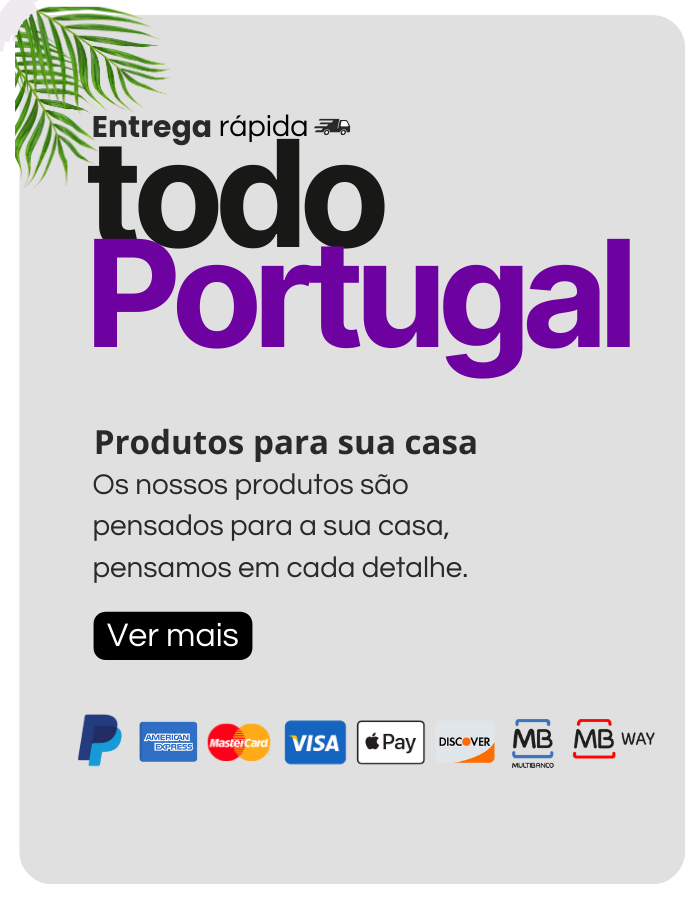 Entrega rápida
todo
Portugal
Produtos para sua casa
Os nossos produtos são
pensados para a sua casa,
pensamos em cada detalhe.
Ver mais
AMERICAN EXPRESS MasterCard VISA Pay DISCOVER MB MULTIBANCO MB WAY